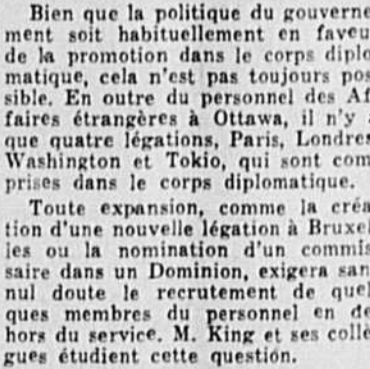 Bien que la politique du gouverne
ment soit habituellement en faveu
de la promotion dans le corps diplo
matique, cela n'est pas toujours pos
sible. En outre du personnel des Af
faires étrangères à Ottawa, il n'y a
que quatre légations, Paris, Londres
Washington et Tokio, qui sont com
prises dans le corps diplomatique.
Toute expansion, comme la créa
tion d'une nouvelle légation à Bruxel
les ou la nomination d'un commis
saire dans un Dominion, exigera san
nul doute le recrutement de quel
ques membres du personnel en de
hors du service. M. King et ses collè
gues étudient cette question.